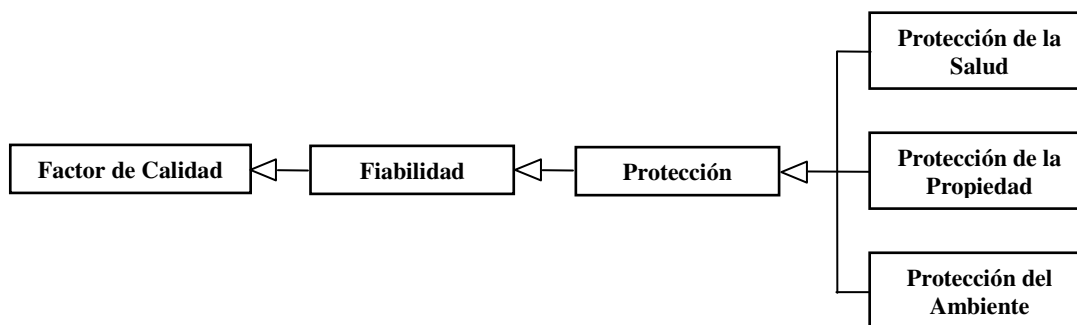 Factor de Calidad
Fiabilidad
Protección
Protección de la
Salud
Protección de la
Propiedad
Protección del
Ambiente